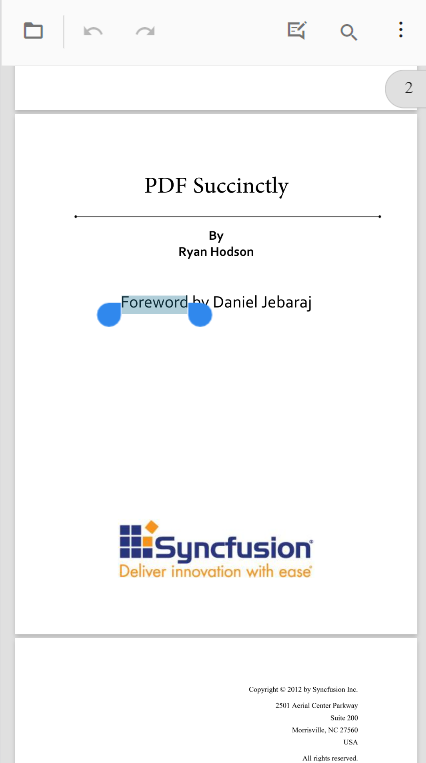 2
PDF Succinctly
By
Ryan Hodson
Foreword by Daniel Jebaraj
Syncfusion®
Deliver innovation with ease®
Copyright © 2012 by Syncfusion Inc.
2501 Aerial Center Parkway
Suite 200
Morrisville, NC 27560
USA
All rights reserved.